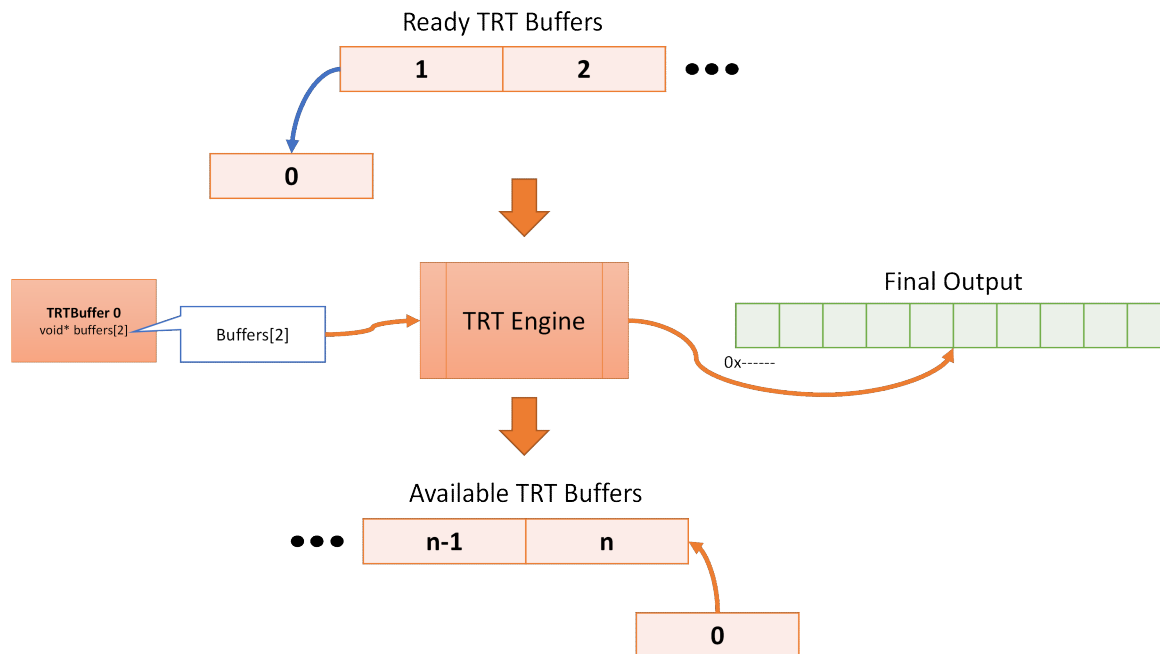 Ready TRT Buffers
1 2
0
TRTBuffer 0
void* buffers[2]
Buffers[2]
TRT Engine
Final Output
0x------
Available TRT Buffers
n-1 n
0